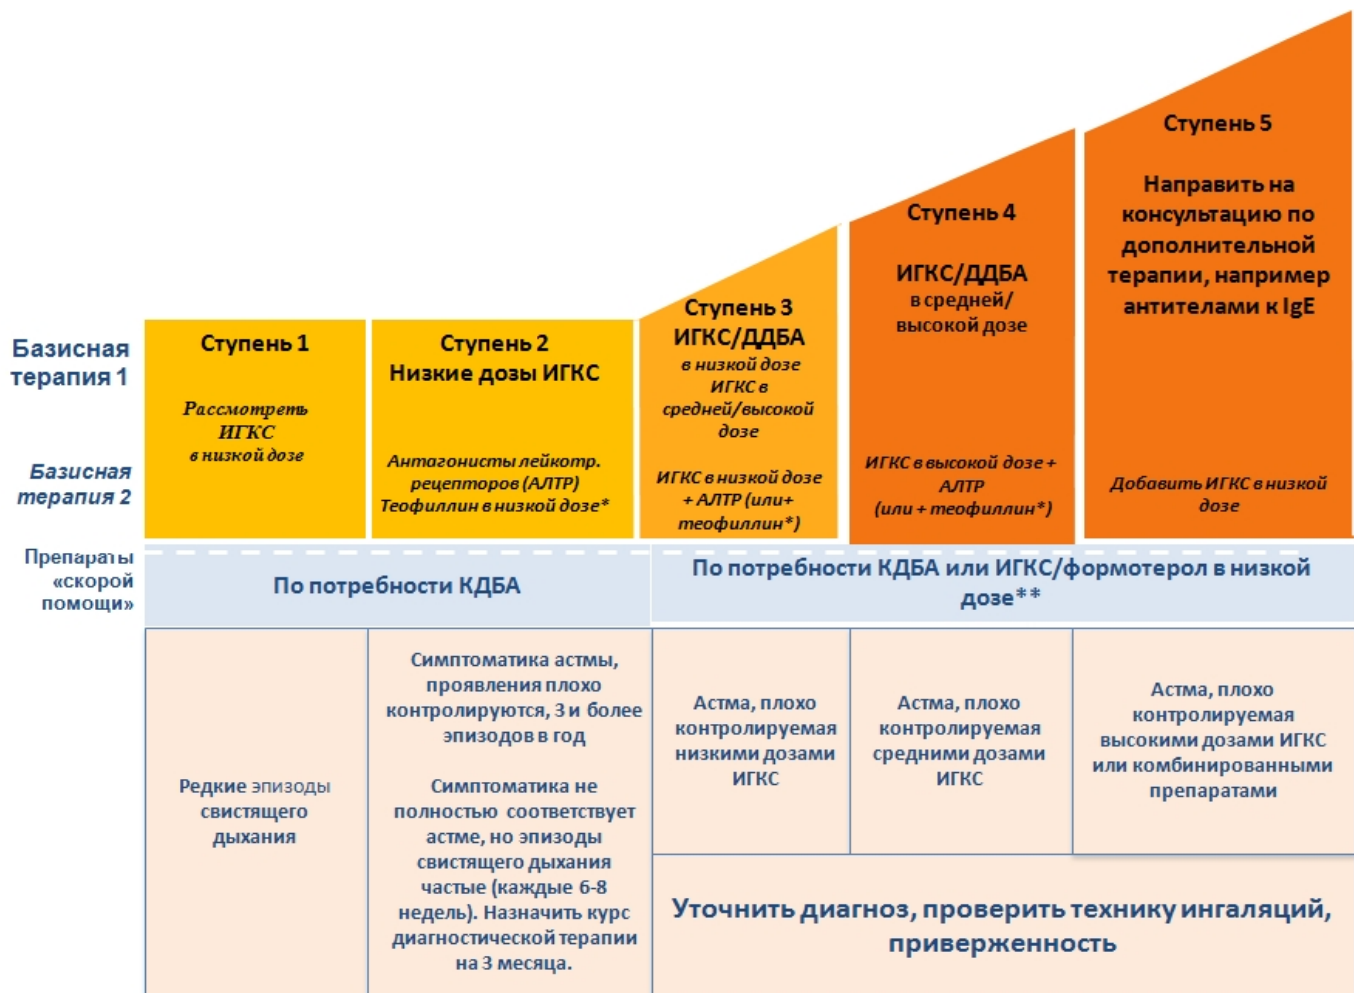 Базисная
терапия 1
Базисная
терапия 2
Препараты
«скорой
помощи»
Ступень 1
Рассмотреть
ИГКС
в низкой дозе
Ступень 2
Низкие дозы ИГКС
Антагонисты лейкотр.
рецепторов (АЛТР)
Теофиллин в низкой дозе*
Ступень 3
ИГКС/ДДБА
в низкой дозе
ИГКС в
средней/высокой
дозе
ИГКС в низкой дозе
+ АЛТР (или+
теофиллин*)
Ступень 4
ИГКС/ДДБА
в средней/
высокой дозе
ИГКС в высокой дозе +
АЛТР
(или + теофиллин*)
Ступень 5
Направить на
консультацию по
дополнительной
терапии, например
антителами к IgE
Добавить ИГКС в низкой
дозе
По потребности КДБА
По потребности КДБА или ИГКС/формотерол в низкой
дозе**
Редкие эпизоды
свистящего
дыхания
Симптоматика астмы,
проявления плохо
контролируются, 3 и более
эпизодов в год
Симптоматика не
полностью соответствует
астме, но эпизоды
свистящего дыхания
частые (каждые 6-8
недель). Назначить курс
диагностической терапии
на 3 месяца.
Астма, плохо
контролируемая
низкими дозами
ИГКС
Астма, плохо
контролируемая
средними дозами
ИГКС
Астма, плохо
контролируемая
высокими дозами ИГКС
или комбинированными
препаратами
Уточнить диагноз, проверить технику ингаляций,
приверженность